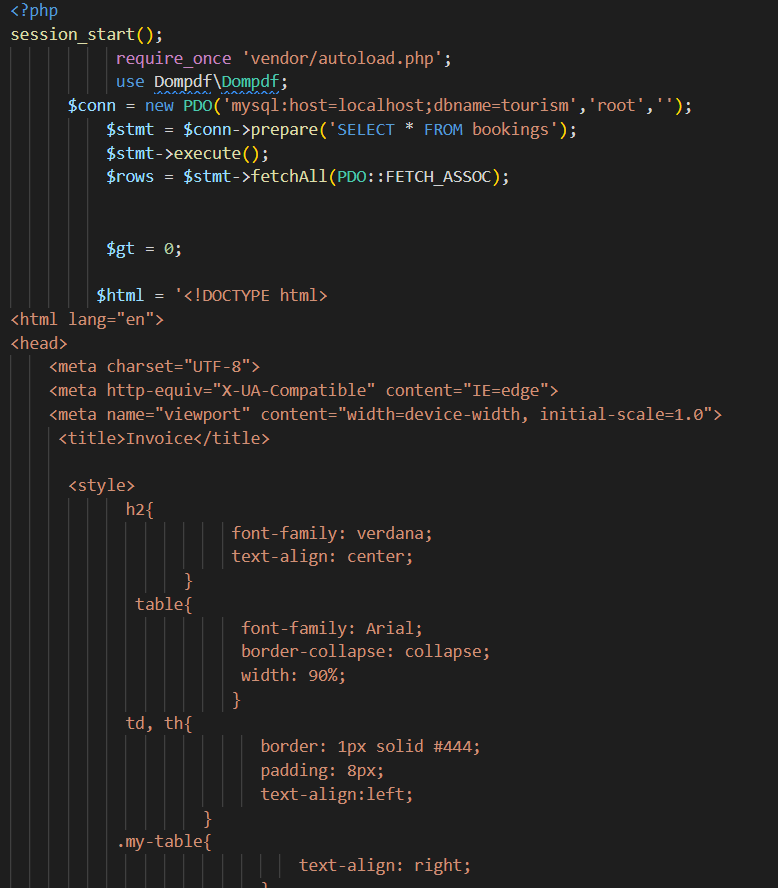 <?php
session_start();
require_once 'vendor/autoload.php';
use Dompdf\Dompdf;
$conn = new PDO('mysql:host=localhost;dbname=tourism','root','');
$stmt = $conn->prepare('SELECT * FROM bookings');
$stmt->execute();
$rows = $stmt->fetchAll(PDO::FETCH_ASSOC);
$gt = 0;
$html = '<!DOCTYPE html>
<html lang="en">
<head>
<meta charset="UTF-8">
<meta http-equiv="X-UA-Compatible" content="IE=edge">
<meta name="viewport" content="width=device-width, initial-scale=1.0">
<title>Invoice</title>
<style>
h2{
font-family: verdana;
text-align: center;
}
table{
font-family: Arial;
border-collapse: collapse;
width: 90%;
}
td, th{
border: 1px solid #444;
padding: 8px;
text-align:left;
}
.my-table{
text-align: right;
}